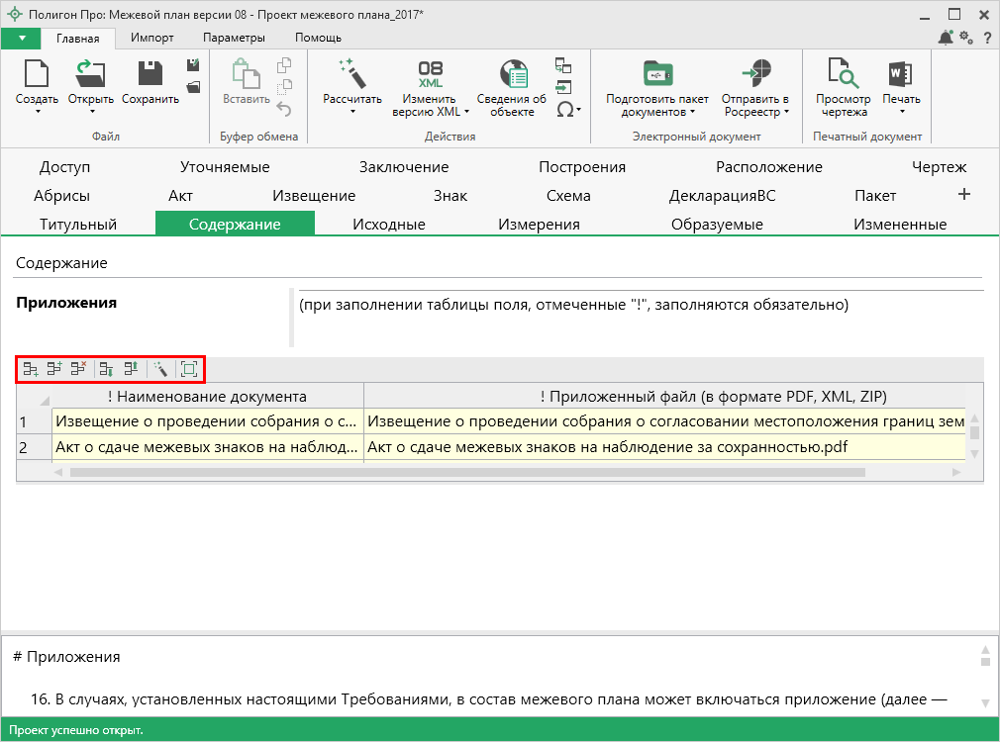 Полигон Про: Межевой план версии 08 - Проект межевого плана_2017*
Главная Импорт Параметры Помощь
?
08
XML
Создать Открыть Сохранить Вставить Рассчитать Изменить версию XML Сведения об объекте Подготовить пакет документов Отправить в Росреестр Просмотр чертежа Печать
Файл Буфер обмена Действия Электронный документ Печатный документ
Доступ Уточняемые Заключение Построения Расположение Чертеж
Абрисы Акт Извещение Знак Схема ДекларацияВС Пакет +
Титульный Содержание Исходные Измерения Образуемые Измененные
Содержание
Приложения (при заполнении таблицы поля, отмеченные "!", заполняются обязательно)
! Наименование документа ! Приложенный файл (в формате PDF, XML, ZIP)
1 Извещение о проведении собрания о с... Извещение о проведении собрания о согласовании местоположения границ зем
2 Акт о сдаче межевых знаков на наблюд... Акт о сдаче межевых знаков на наблюдение за сохранностью.pdf
# Приложения
16. В случаях, установленных настоящими Требованиями, в состав межевого плана может включаться приложение (далее —
Проект успешно открыт.